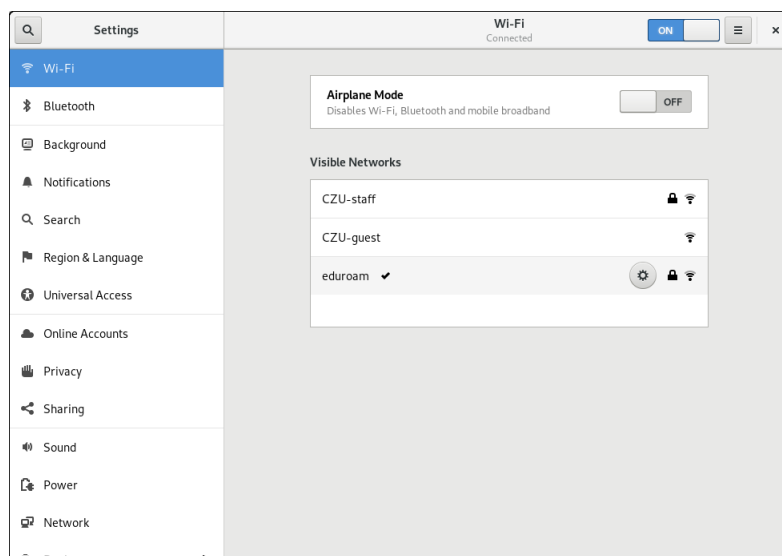 Settings
Wi-Fi
Connected
ON
Wi-Fi
Bluetooth
Background
Notifications
Search
Region & Language
Universal Access
Online Accounts
Privacy
Sharing
Sound
Power
Network
Airplane Mode
Disables Wi-Fi, Bluetooth and mobile broadband
OFF
Visible Networks
CZU-staff
CZU-guest
eduroam